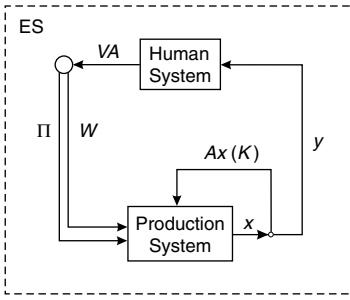 ES
VA
Human
System
Π
W
y
Ax (K)
Production
System
x